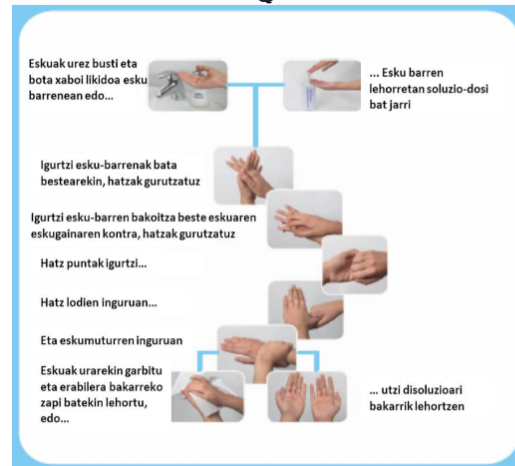 Eskuak urez busti eta
bota xaboi likidoa esku
barrenean edo...
... Esku barren
lehorretan soluzio-dosi
bat jarri
Igurtzi esku-barrenak bata
bestearekin, hatzak gurutzatuz
Igurtzi esku-barren bakoitza beste eskuaren
eskugainaren kontra, hatzak gurutzatuz
Hatz puntak igurtzi...
Hatz lodien inguruan...
Eta eskumuturren inguruan
Eskuak urarekin garbitu
eta erabilera bakarreko
zapi batekin lehortu,
edo...
... utzi disoluzioari
bakarrik lehortzen